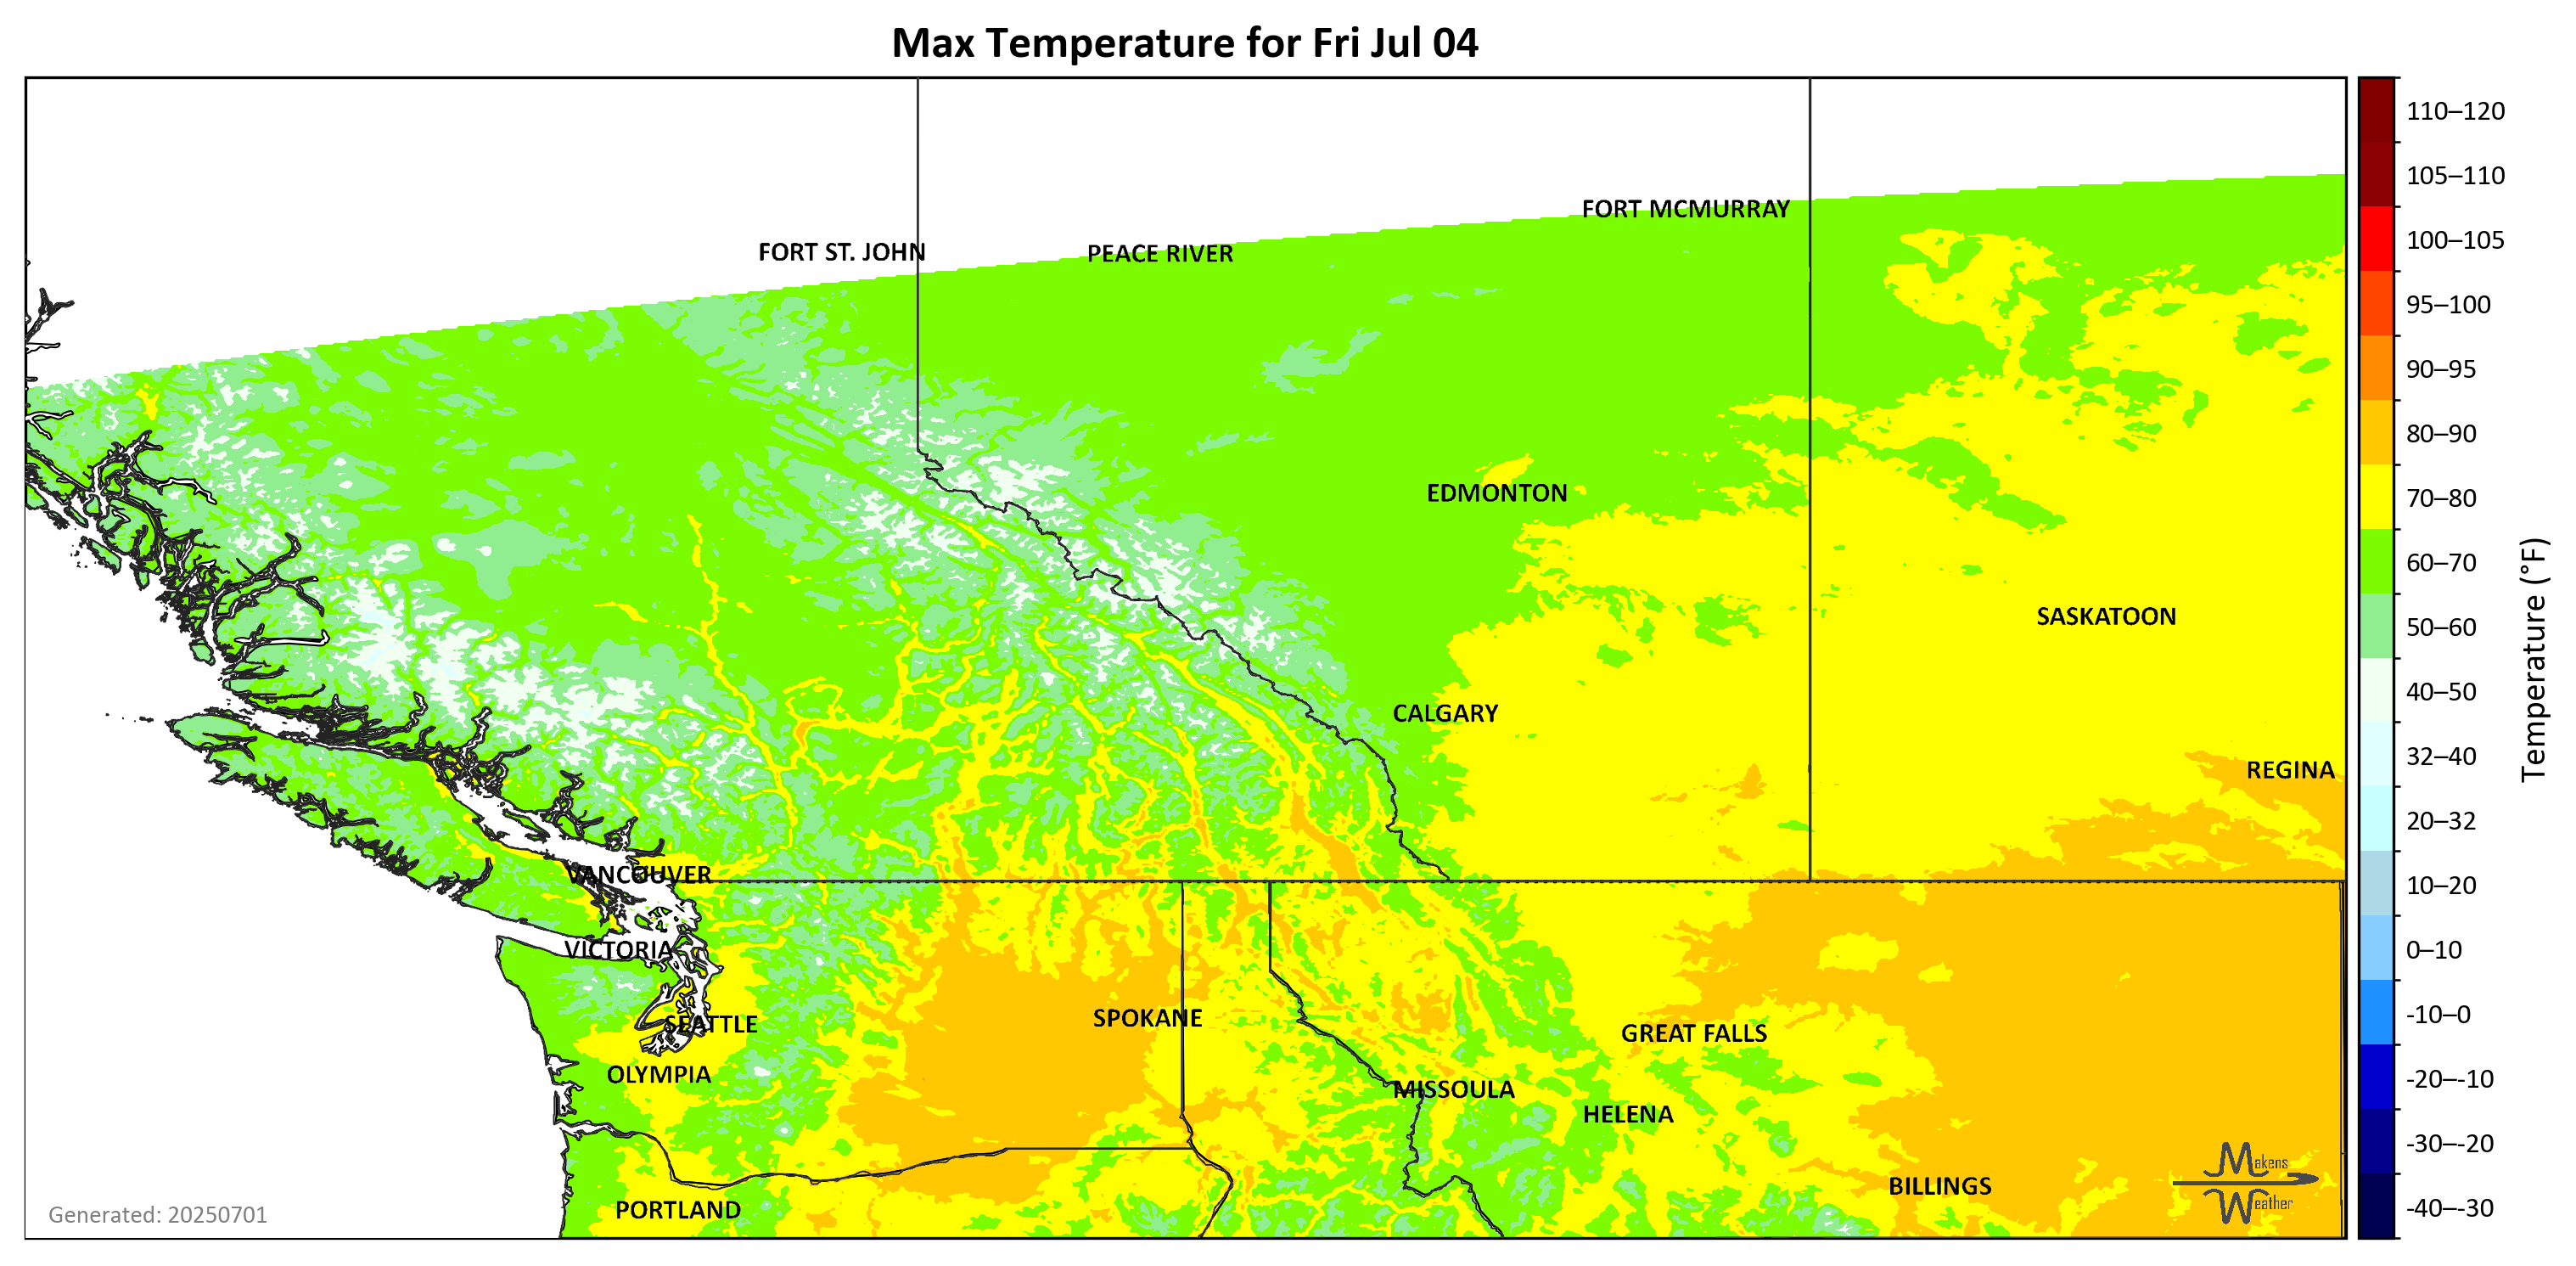 Max Temperature for Fri Jul 04
FORT MCMURRAY
FORT ST. JOHN
PEACE RIVER
EDMONTON
SASKATOON
CALGARY
REGINA
VANCOUVER
VICTORIA
SEATTLE
SPOKANE
GREAT FALLS
OLYMPIA
MISSOULA
HELENA
BILLINGS
PORTLAND
Makens
Weather
Generated: 20250701
110–120
105–110
100–105
95–100
90–95
80–90
70–80
60–70
50–60
40–50
32–40
20–32
10–20
0–10
-10–0
-20–-10
-30–-20
-40–-30
Temperature (°F)